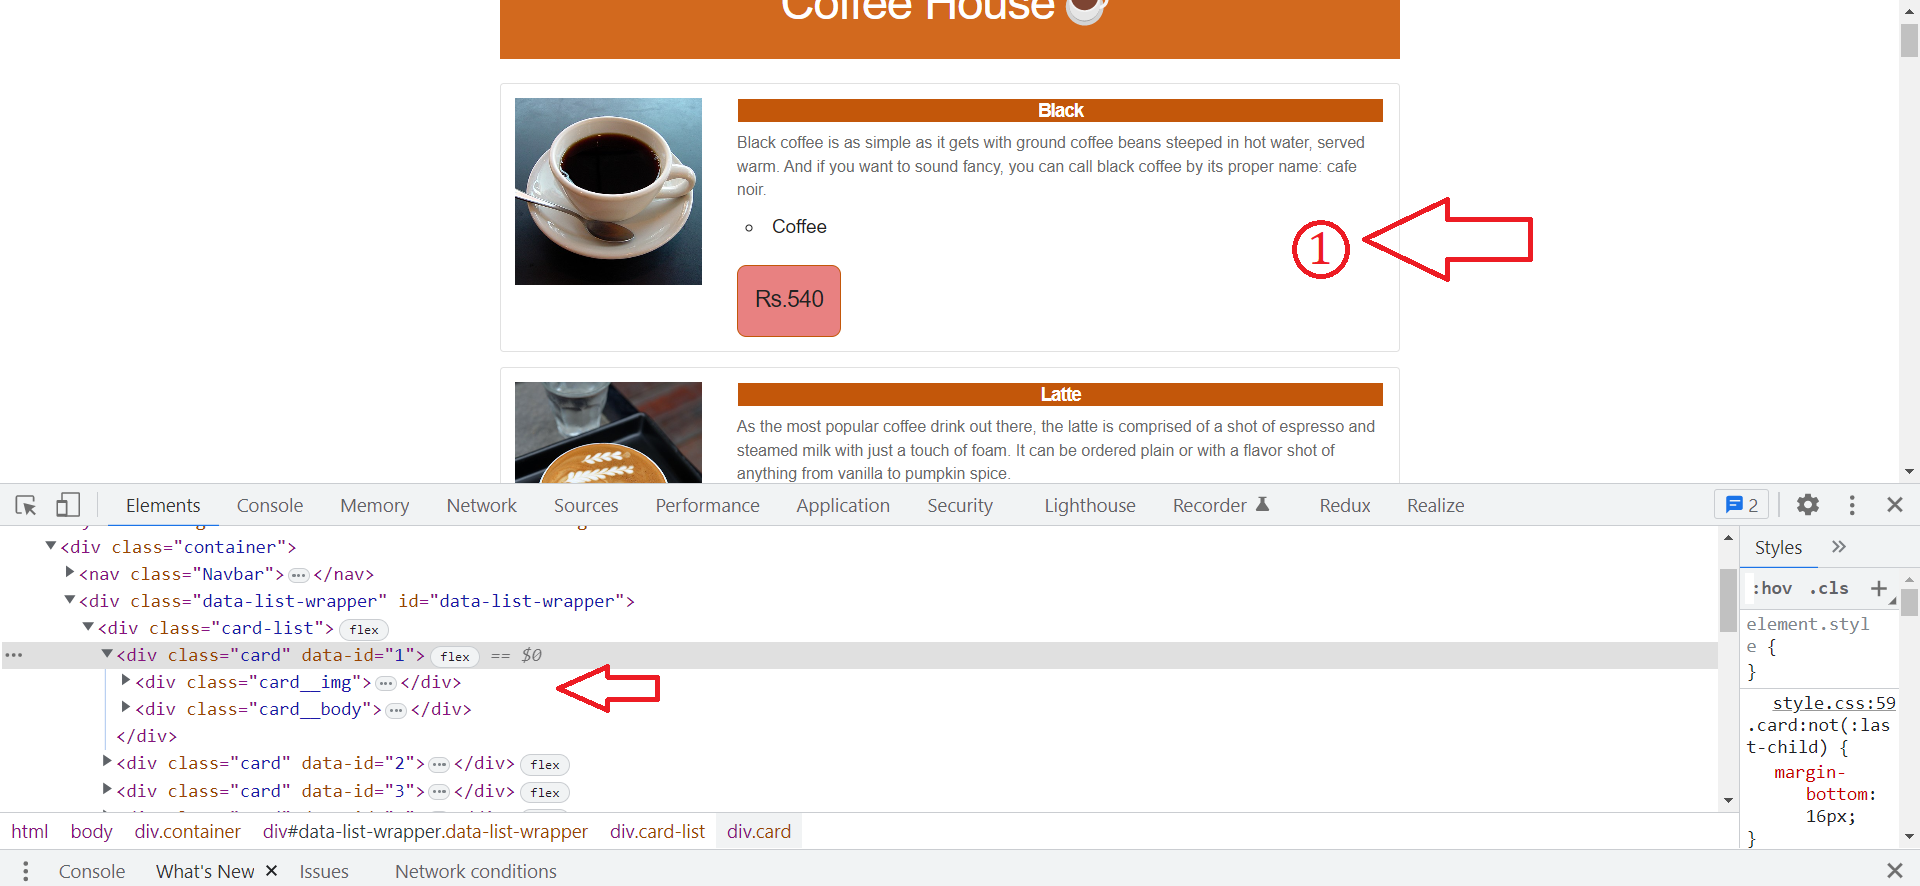 Coffee House
Black
Black coffee is as simple as it gets with ground coffee beans steeped in hot water, served
warm. And if you want to sound fancy, you can call black coffee by its proper name: cafe
noir.
Coffee
1
Rs.540
Latte
As the most popular coffee drink out there, the latte is comprised of a shot of espresso and
steamed milk with just a touch of foam. It can be ordered plain or with a flavor shot of
anything from vanilla to pumpkin spice.
Elements Console Memory Network Sources Performance Application Security Lighthouse Recorder Redux Realize 2
<div class="container">
<nav class="Navbar">…</nav>
<div class="data-list-wrapper" id="data-list-wrapper">
<div class="card-list"> flex
… <div class="card" data-id="1"> flex == $0
<div class="card__img">…</div>
<div class="card__body">…</div>
</div>
<div class="card" data-id="2">…</div> flex
<div class="card" data-id="3">…</div> flex
Styles »
:hov .cls +
element.styl
e {
}
style.css:59
.card:not(:las
t-child) {
margin-
bottom:
16px;
}
html body div.container div#data-list-wrapper.data-list-wrapper div.card-list div.card
Console What's New Issues Network conditions